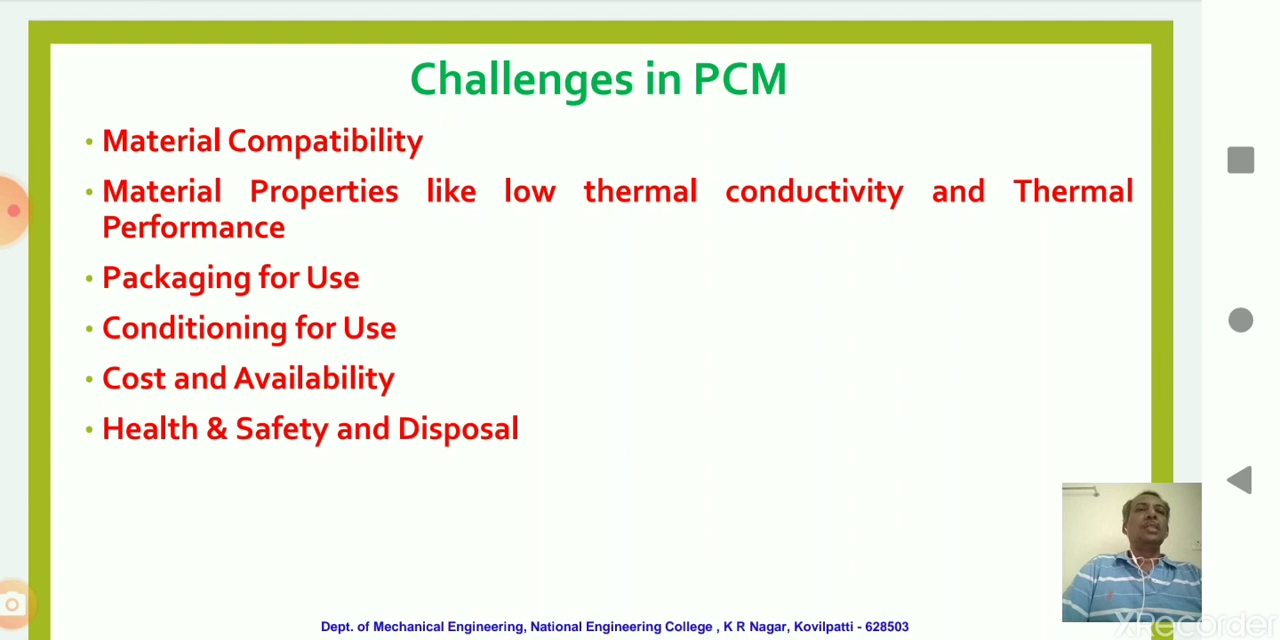 Challenges in PCM
• Material Compatibility
• Material Properties like low thermal conductivity and Thermal
Performance
• Packaging for Use
• Conditioning for Use
• Cost and Availability
• Health & Safety and Disposal
Dept. of Mechanical Engineering, National Engineering College , K R Nagar, Kovilpatti - 628503
XRecorder